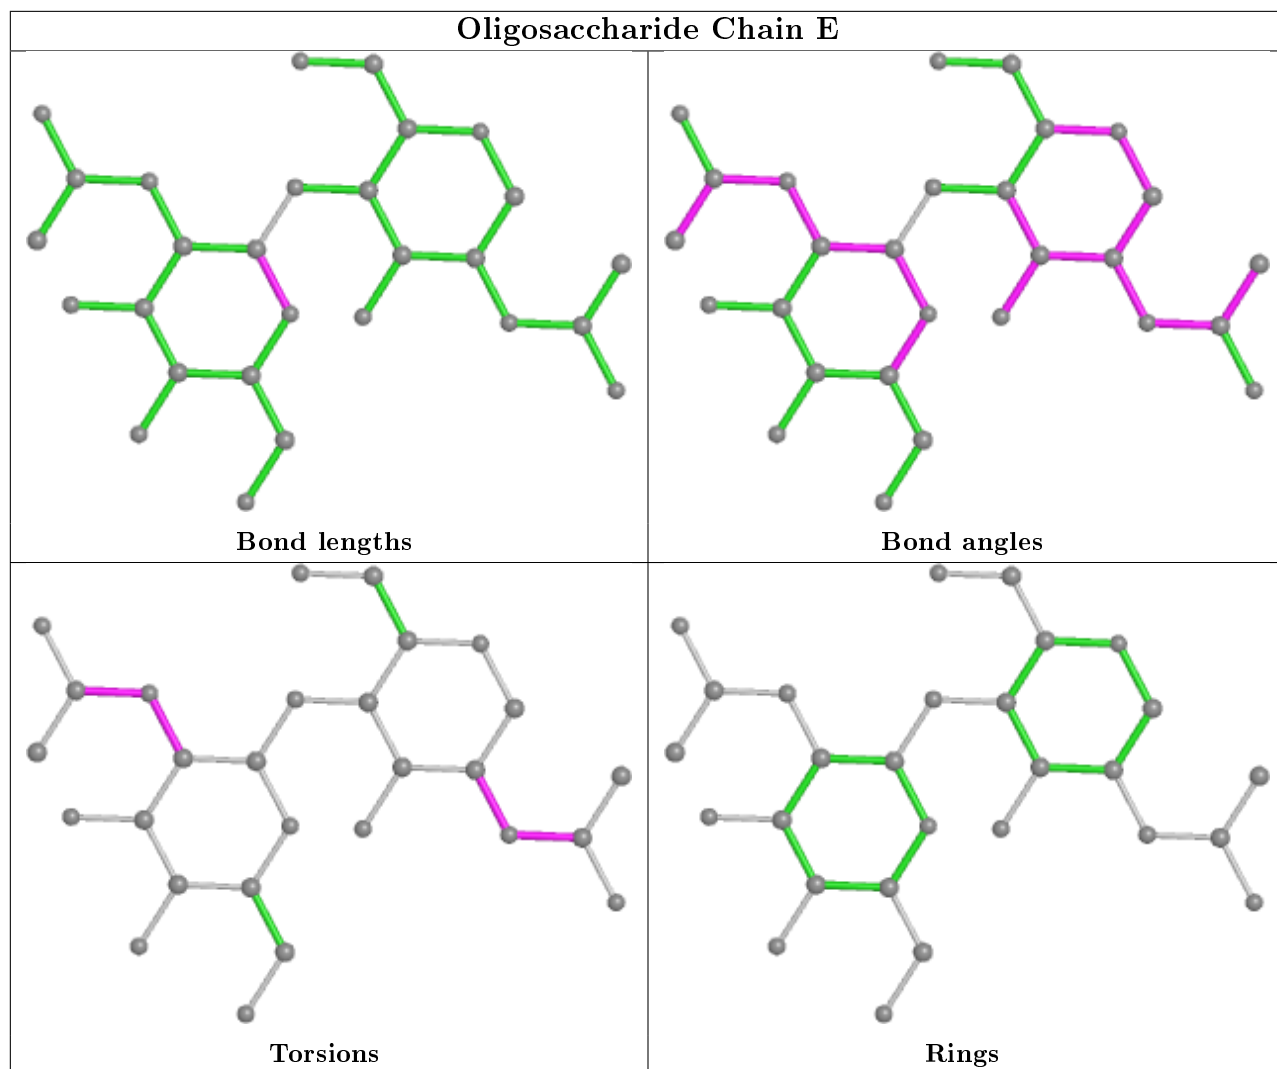 Oligosaccharide Chain E
Bond lengths
Bond angles
Torsions
Rings